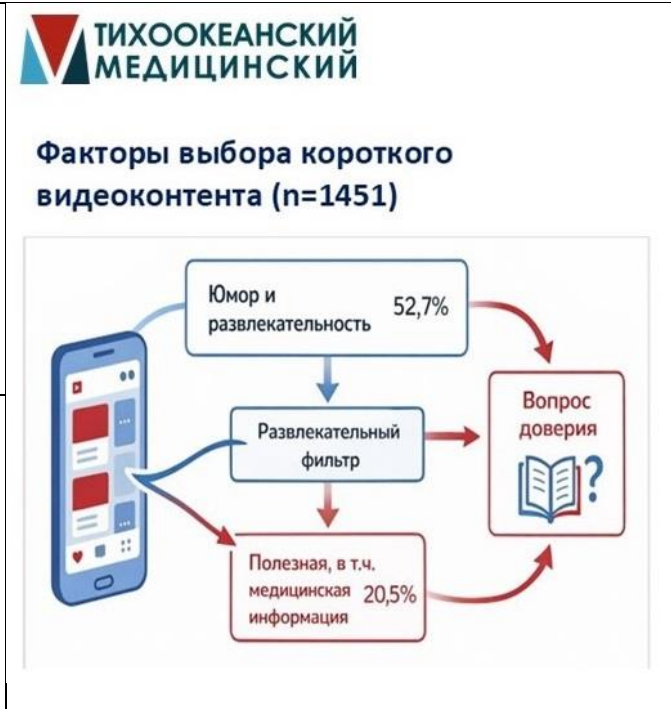 ТИХООКЕАНСКИЙ
МЕДИЦИНСКИЙ
Факторы выбора короткого
видеоконтента (n=1451)
Юмор и
развлекательность 52,7%
Развлекательный
фильтр
Вопрос
доверия
?
Полезная, в т.ч.
медицинская 20,5%
информация